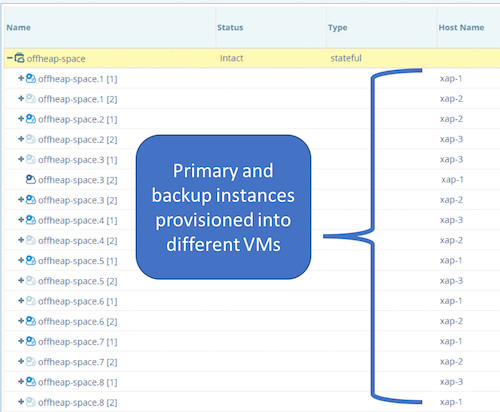 Name Status Type Host Name
offheap-space Intact stateful
offheap-space.1 [1] xap-1
offheap-space.1 [2] xap-2
offheap-space.2 [1] xap-2
offheap-space.2 [2] xap-3
offheap-space.3 [1] xap-3
offheap-space.3 [2] xap-1
offheap-space.3 [2] xap-2
offheap-space.4 [1] xap-3
offheap-space.4 [2] xap-2
offheap-space.5 [1] xap-1
offheap-space.5 [2] xap-3
offheap-space.6 [1] xap-1
offheap-space.6 [2] xap-2
offheap-space.7 [1] xap-1
offheap-space.7 [2] xap-2
offheap-space.8 [1] xap-3
offheap-space.8 [2] xap-1
Primary and
backup instances
provisioned into
different VMs